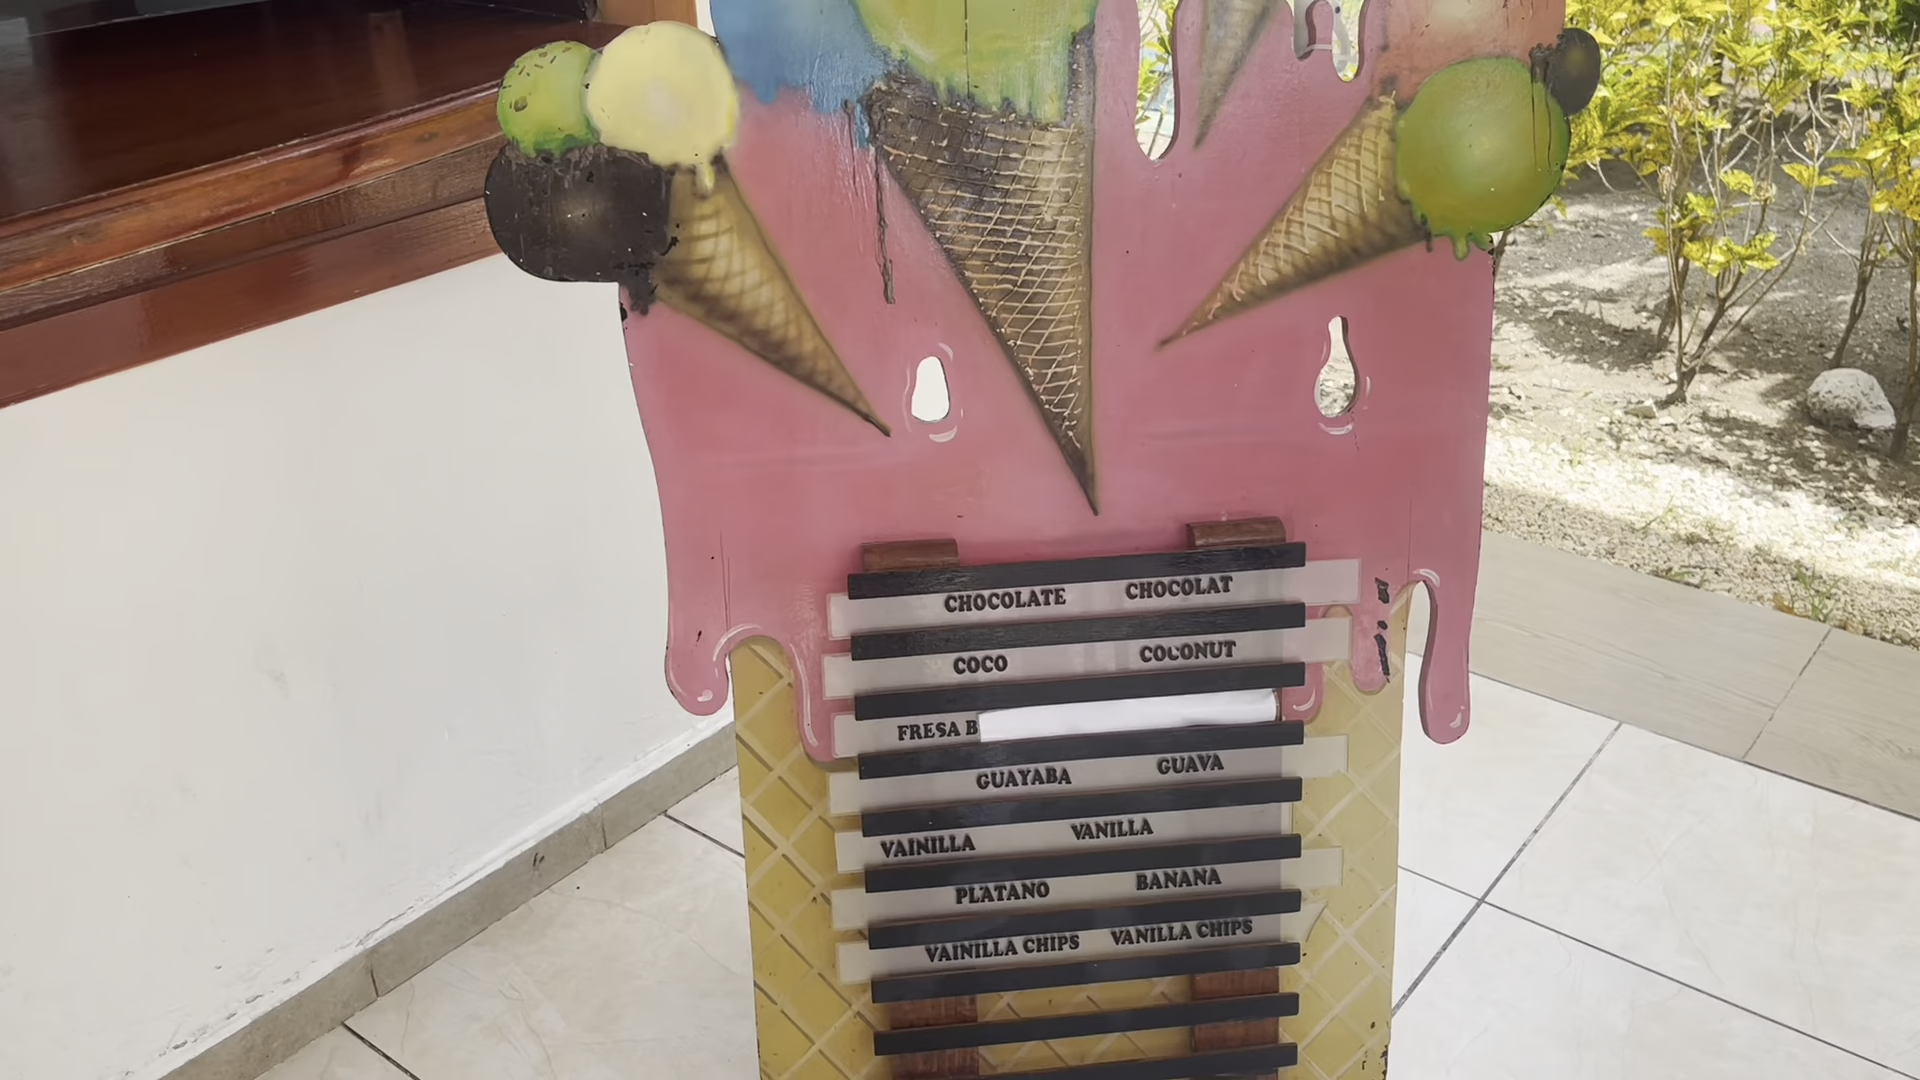 CHOCOLATE CHOCOLAT
COCO COCONUT
FRESA B
GUAYABA GUAVA
VAINILLA VANILLA
PLATANO BANANA
VAINILLA CHIPS VANILLA CHIPS